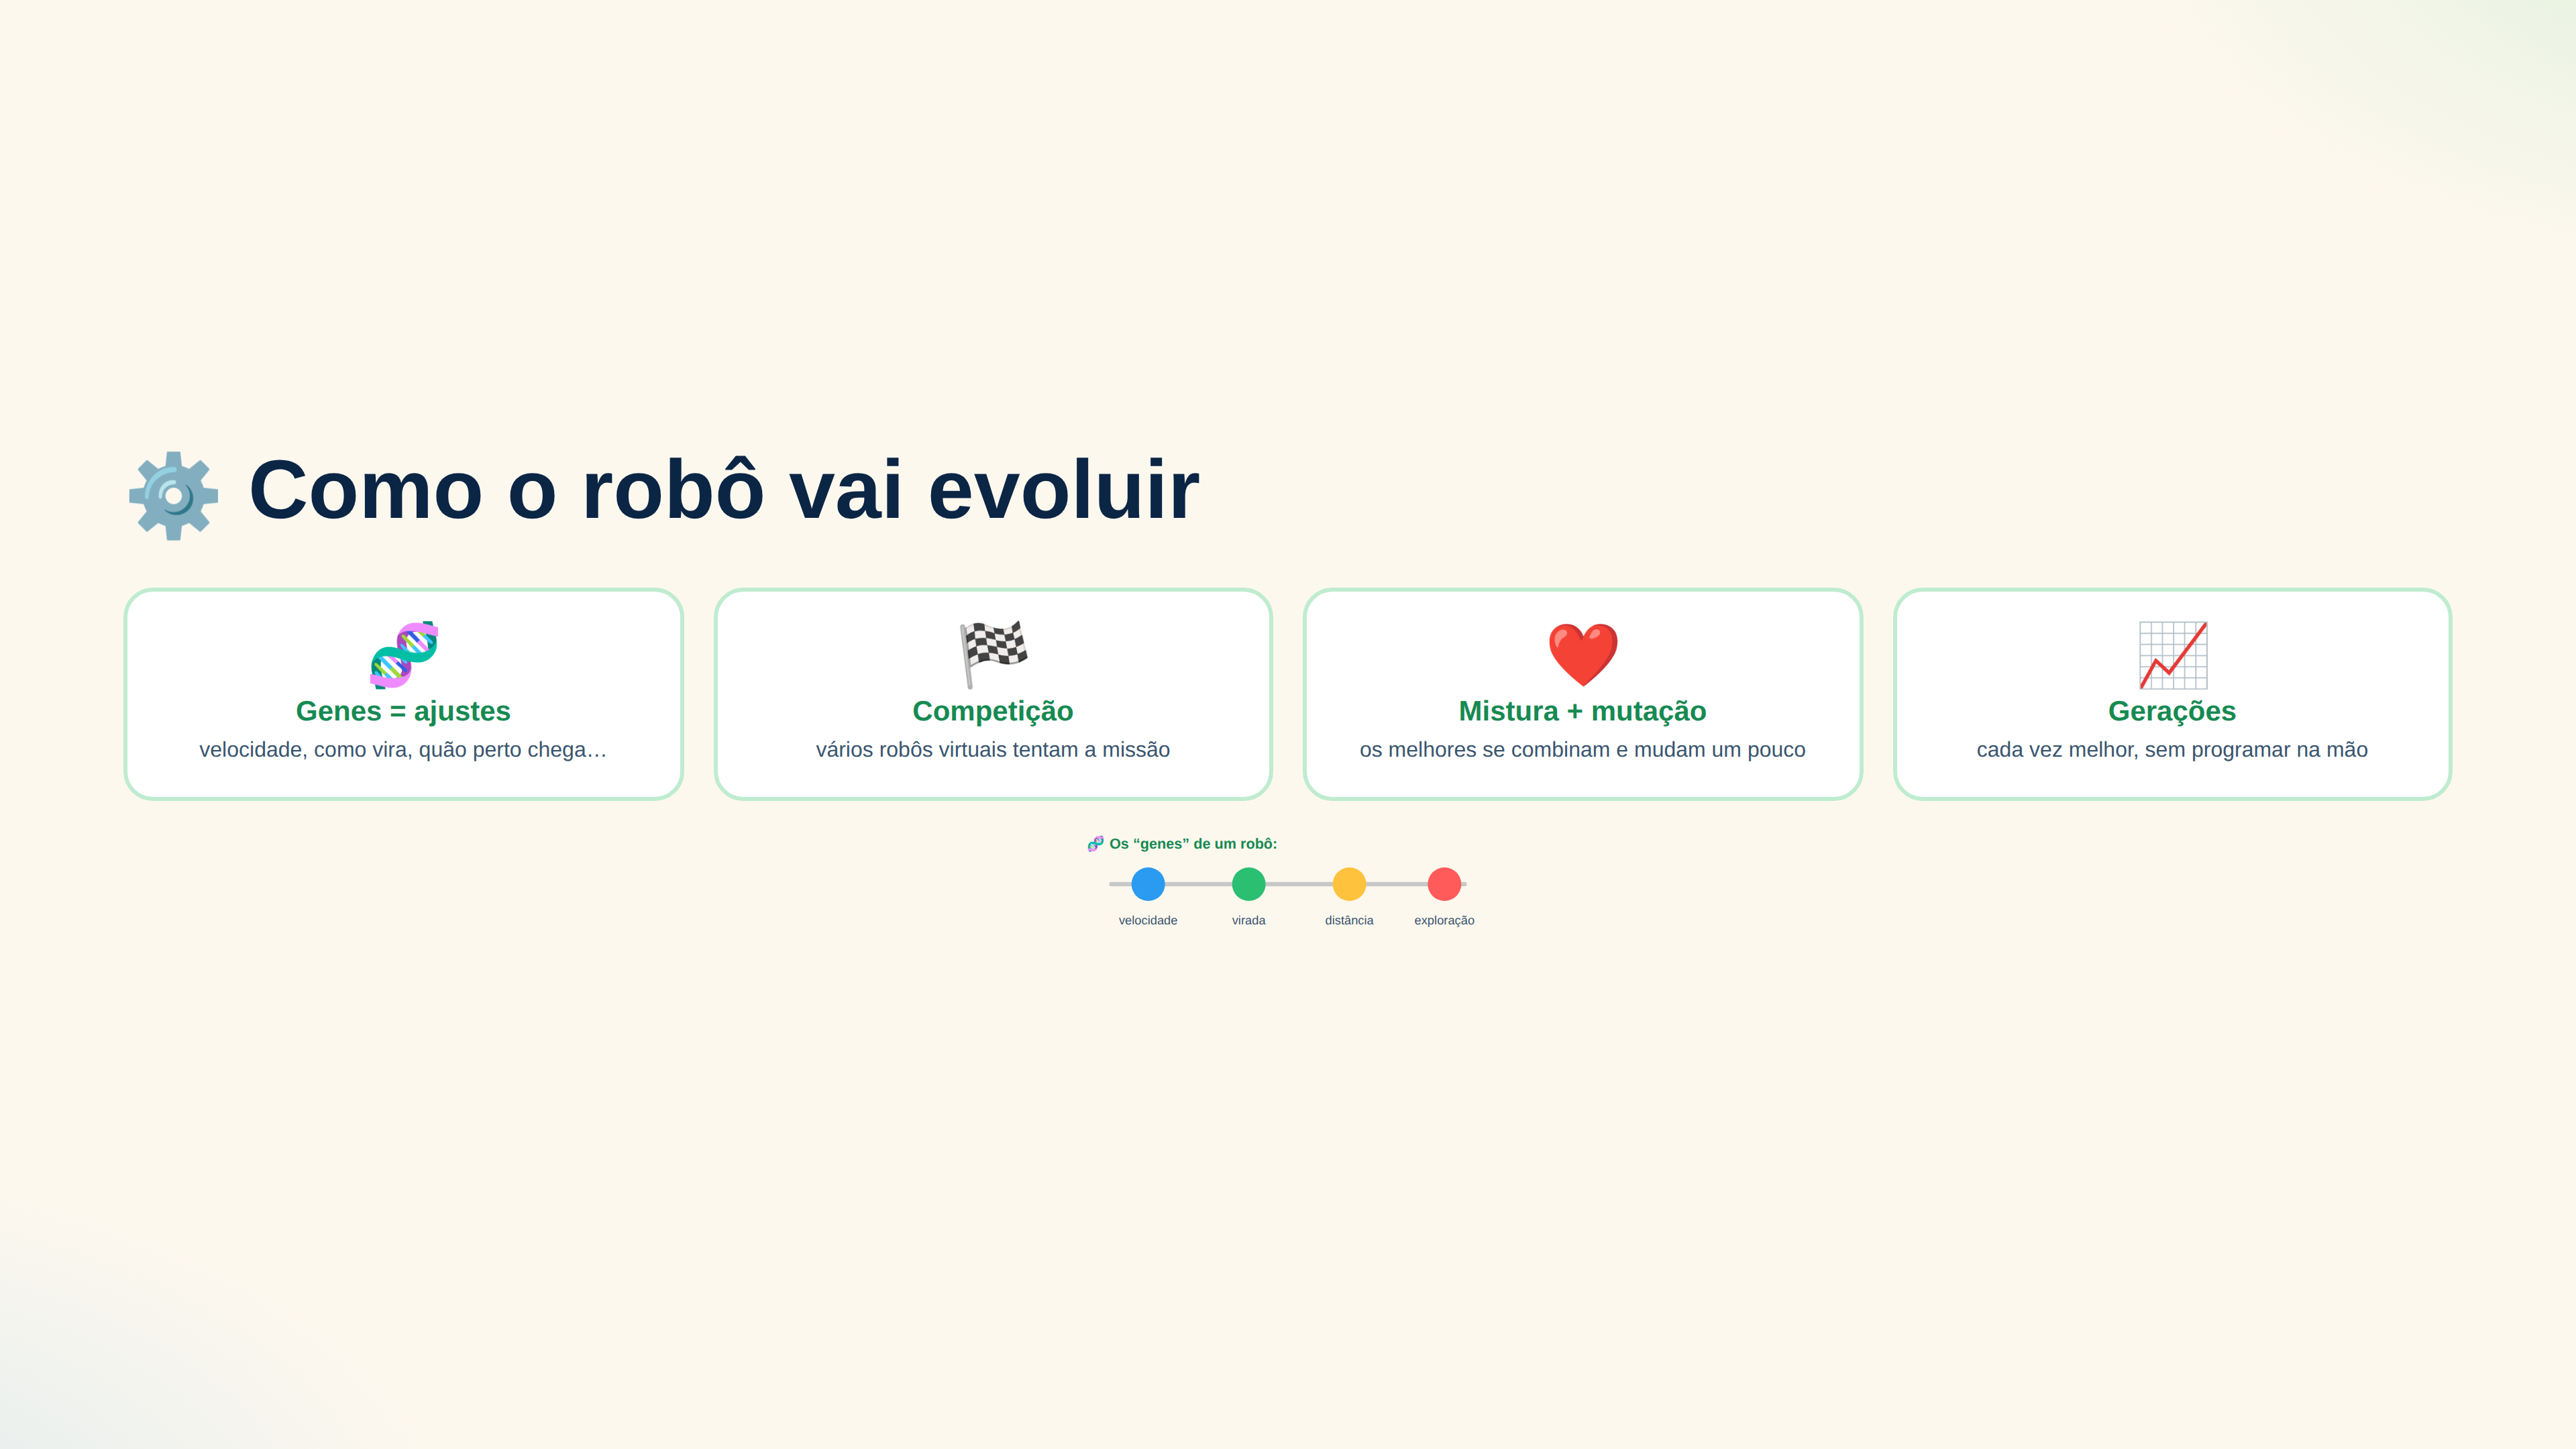 ⚙️ Como o robô vai evoluir
Genes = ajustes
velocidade, como vira, quão perto chega…
Competição
vários robôs virtuais tentam a missão
Mistura + mutação
os melhores se combinam e mudam um pouco
Gerações
cada vez melhor, sem programar na mão
🧬 Os “genes” de um robô:
velocidade
virada
distância
exploração